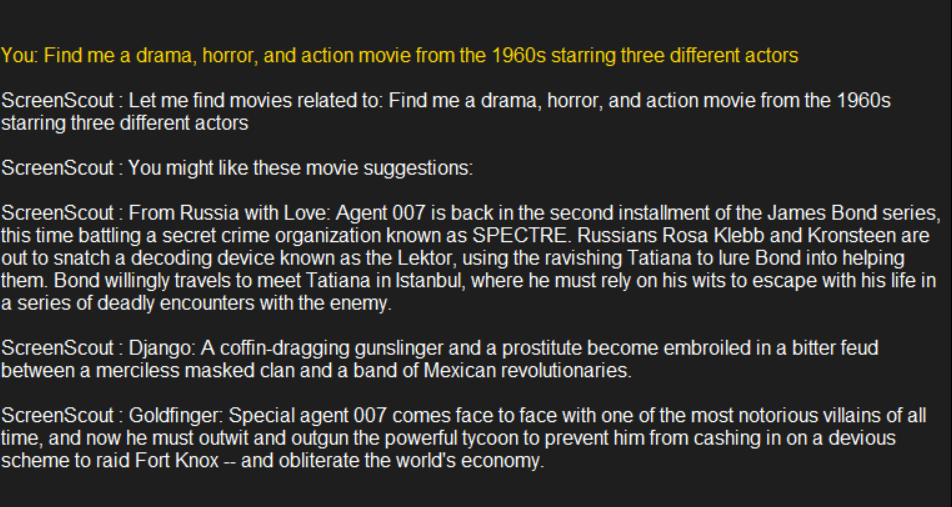 You: Find me a drama, horror, and action movie from the 1960s starring three different actors
ScreenScout : Let me find movies related to: Find me a drama, horror, and action movie from the 1960s
starring three different actors
ScreenScout : You might like these movie suggestions:
ScreenScout : From Russia with Love: Agent 007 is back in the second installment of the James Bond series,
this time battling a secret crime organization known as SPECTRE. Russians Rosa Klebb and Kronsteen are
out to snatch a decoding device known as the Lektor, using the ravishing Tatiana to lure Bond into helping
them. Bond willingly travels to meet Tatiana in Istanbul, where he must rely on his wits to escape with his life in
a series of deadly encounters with the enemy.
ScreenScout : Django: A coffin-dragging gunslinger and a prostitute become embroiled in a bitter feud
between a merciless masked clan and a band of Mexican revolutionaries.
ScreenScout : Goldfinger: Special agent 007 comes face to face with one of the most notorious villains of all
time, and now he must outwit and outgun the powerful tycoon to prevent him from cashing in on a devious
scheme to raid Fort Knox -- and obliterate the world's economy.